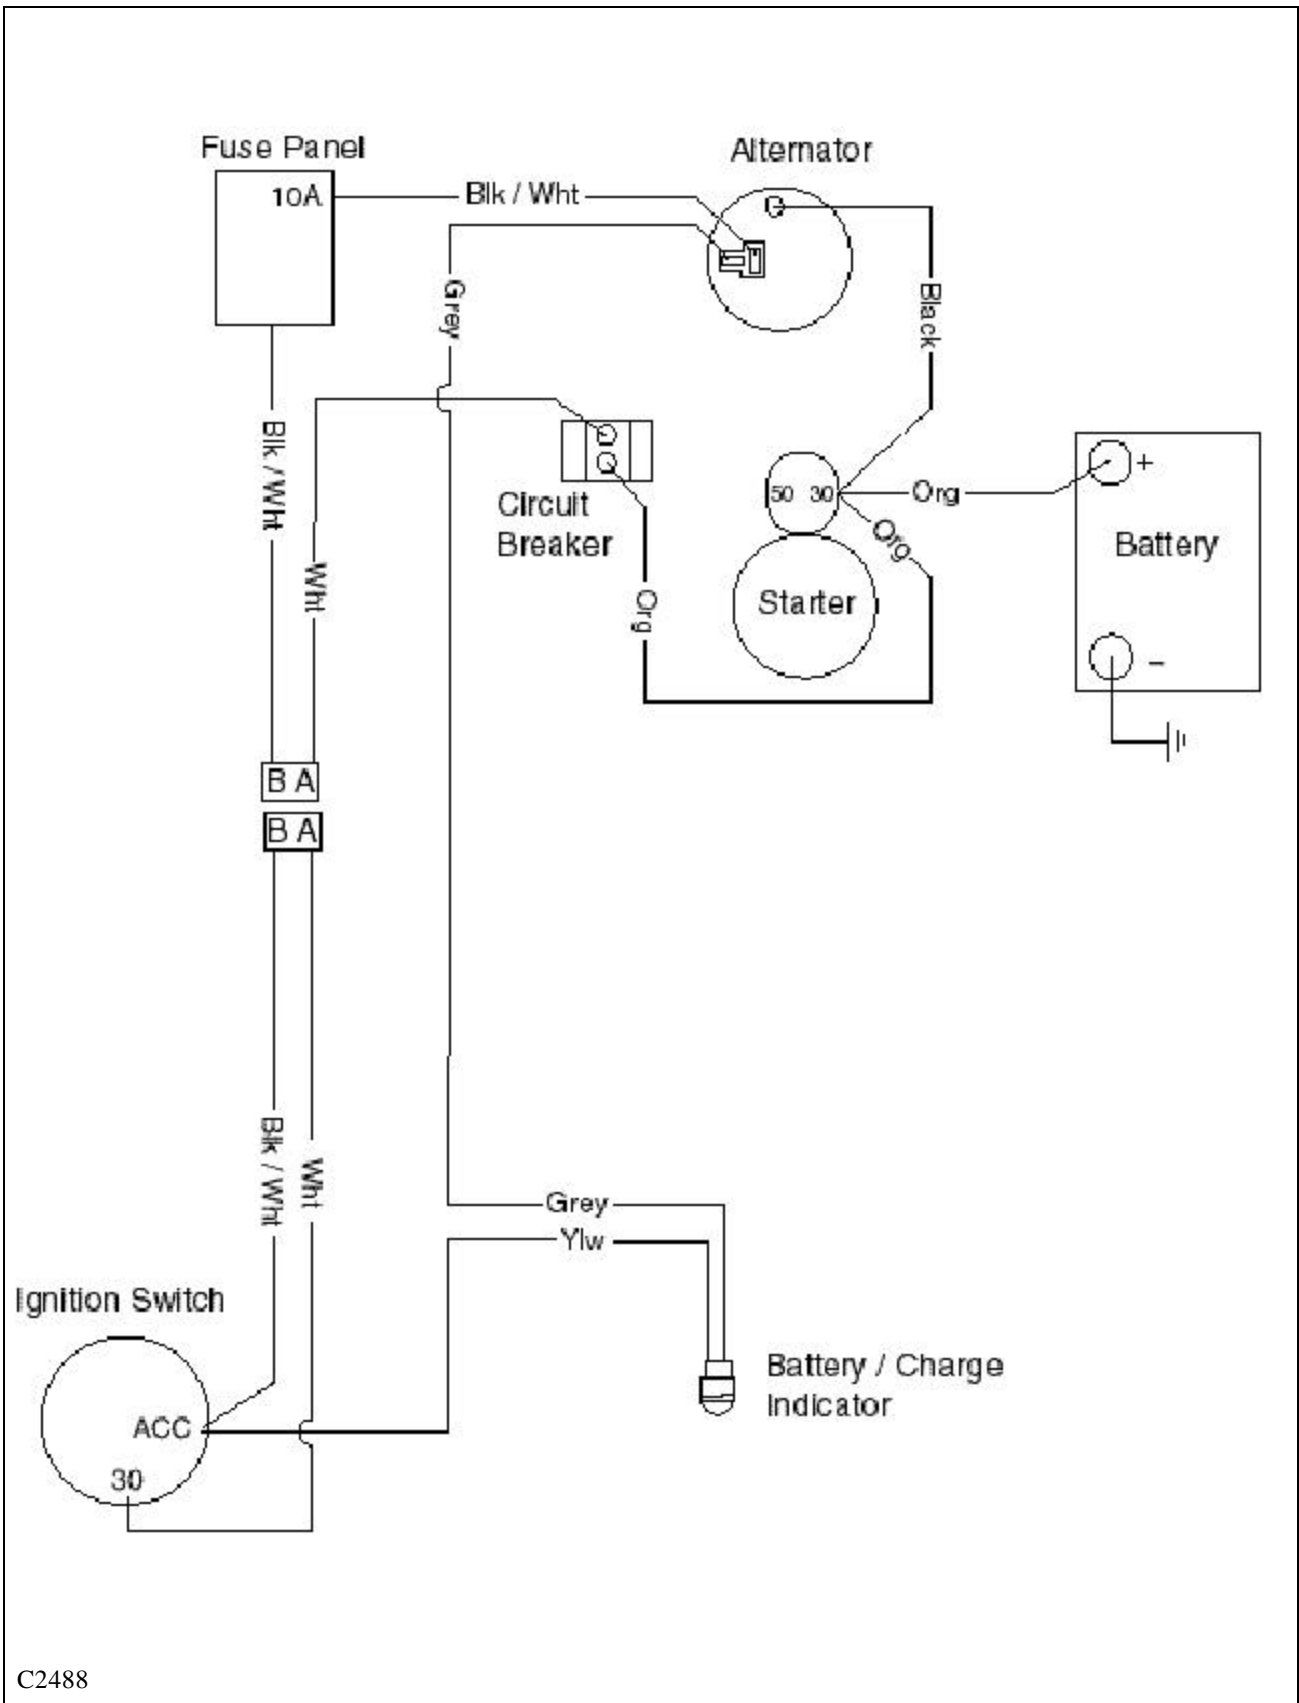 Fuse Panel
Alternator
10A
Blk / Wht
Grey
Black
Blk / Wht
Wht
Circuit
Breaker
50 30
Org
+
Org
Battery
Starter
Org
–
B A
B A
Blk / Wht
Wht
Grey
Ylw
Ignition Switch
Battery / Charge
Indicator
ACC
30
C2488